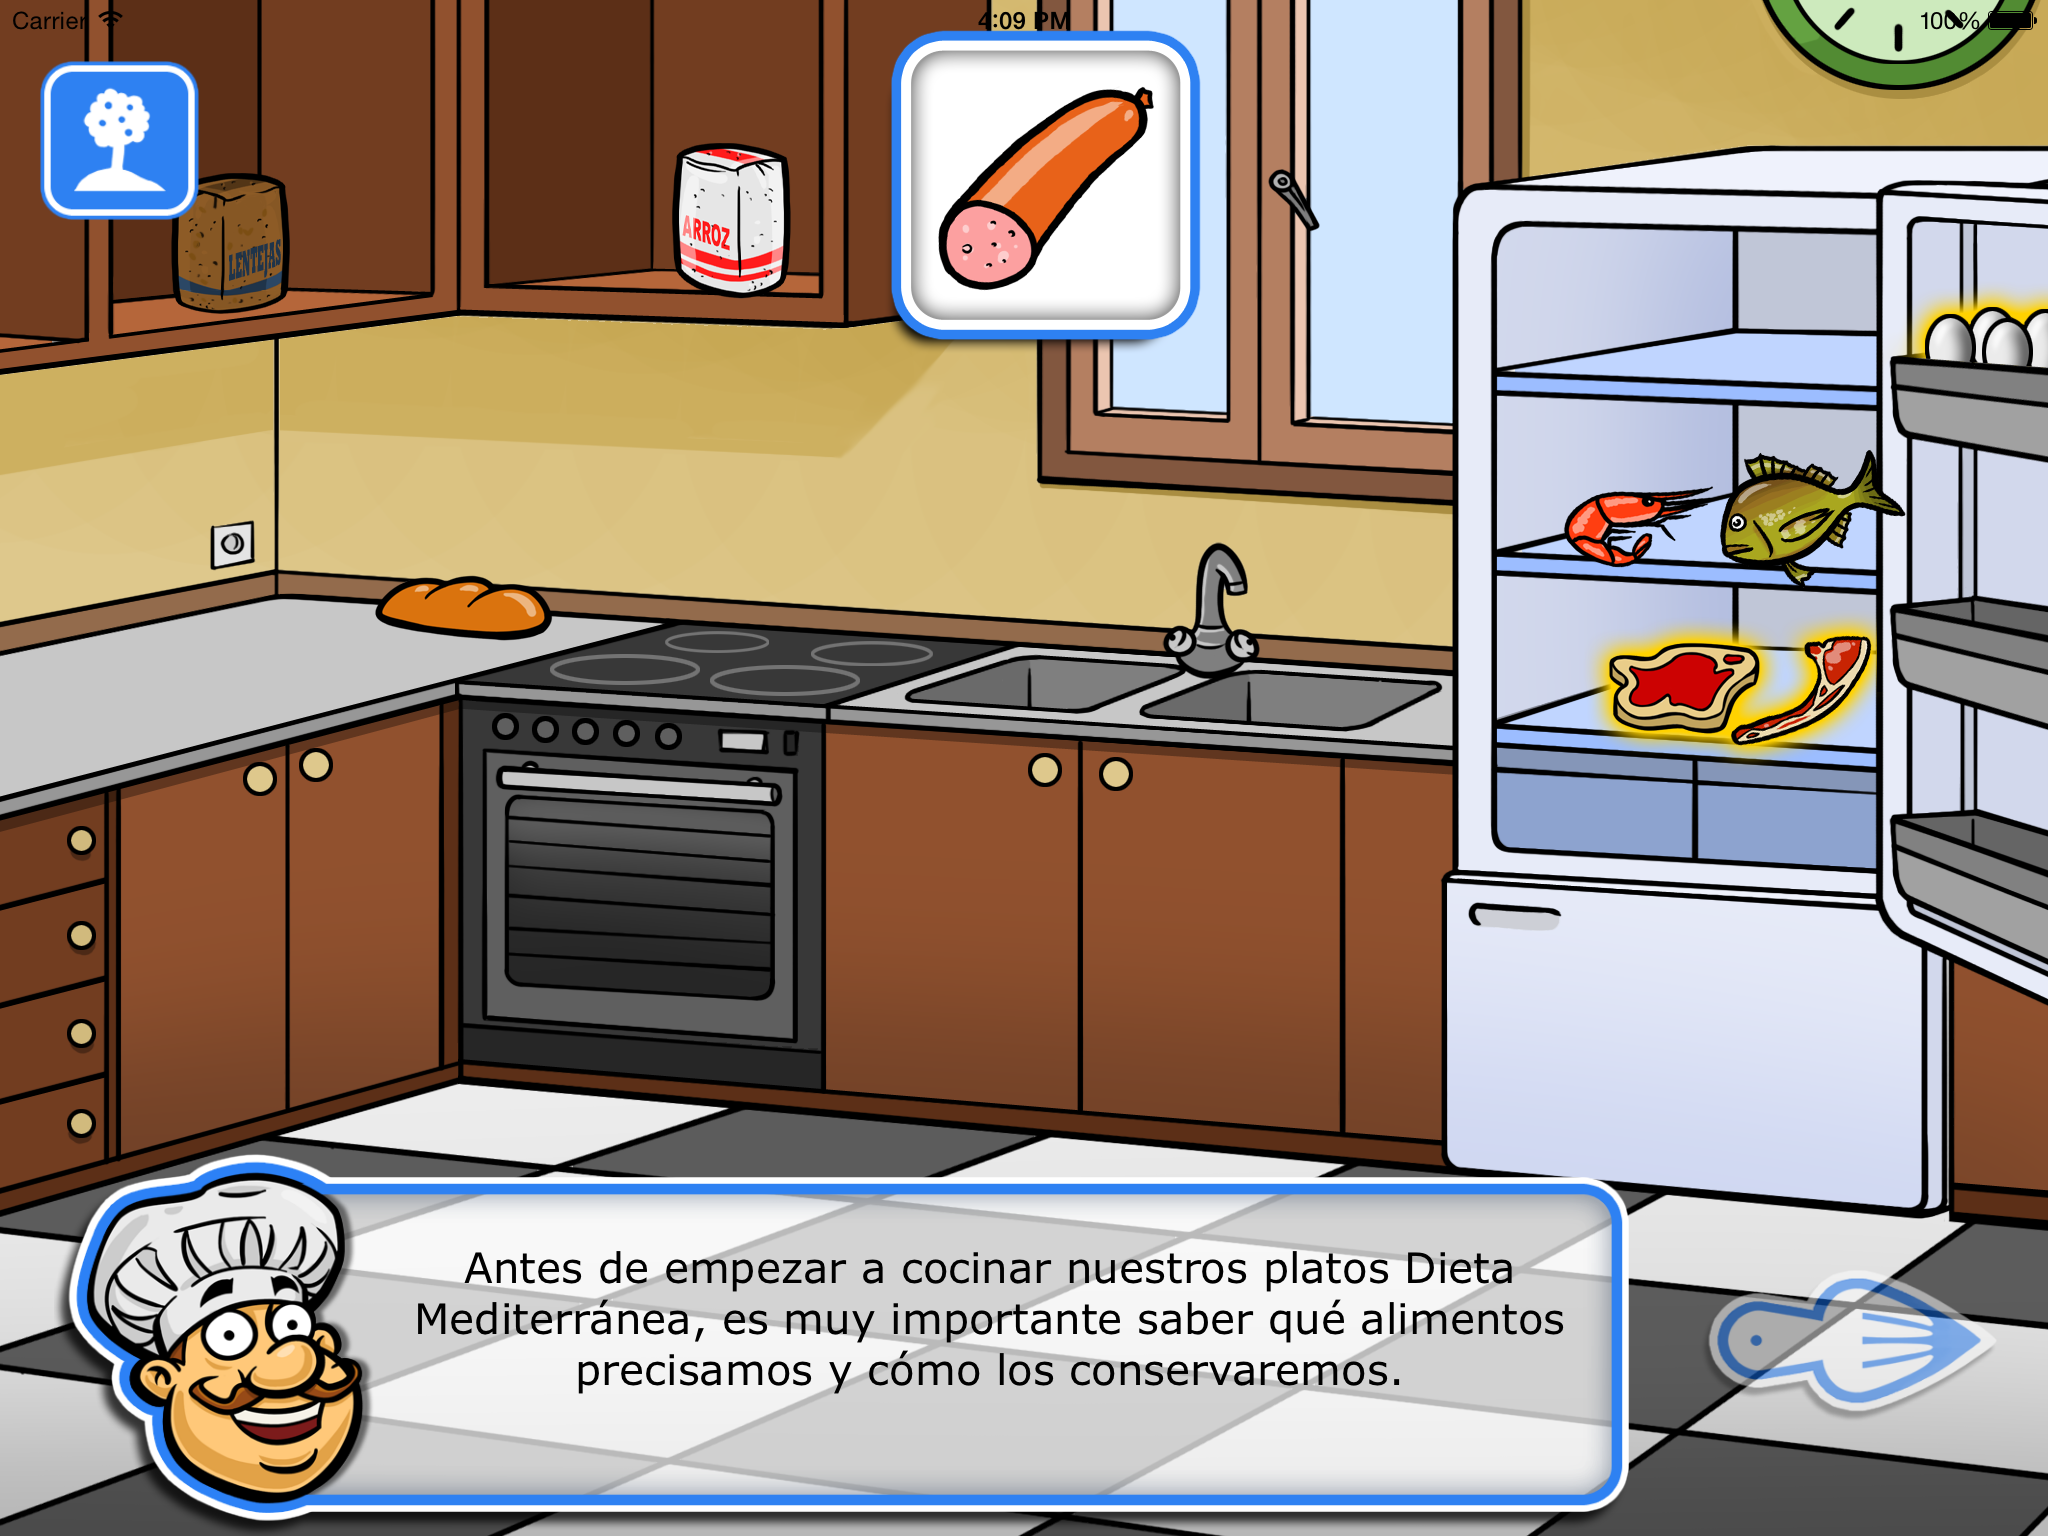 Carrier
4:09 PM
100%
LENTEJAS
ARROZ
Antes de empezar a cocinar nuestros platos Dieta
Mediterránea, es muy importante saber qué alimentos
precisamos y cómo los conservaremos.